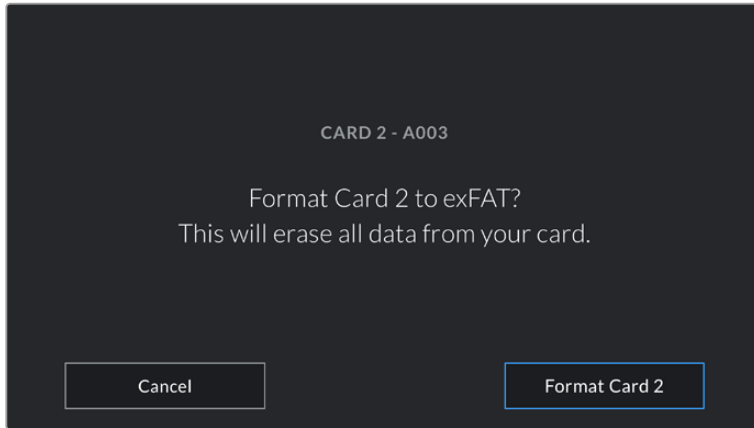 CARD 2 - A003
Format Card 2 to exFAT?
This will erase all data from your card.
Cancel
Format Card 2